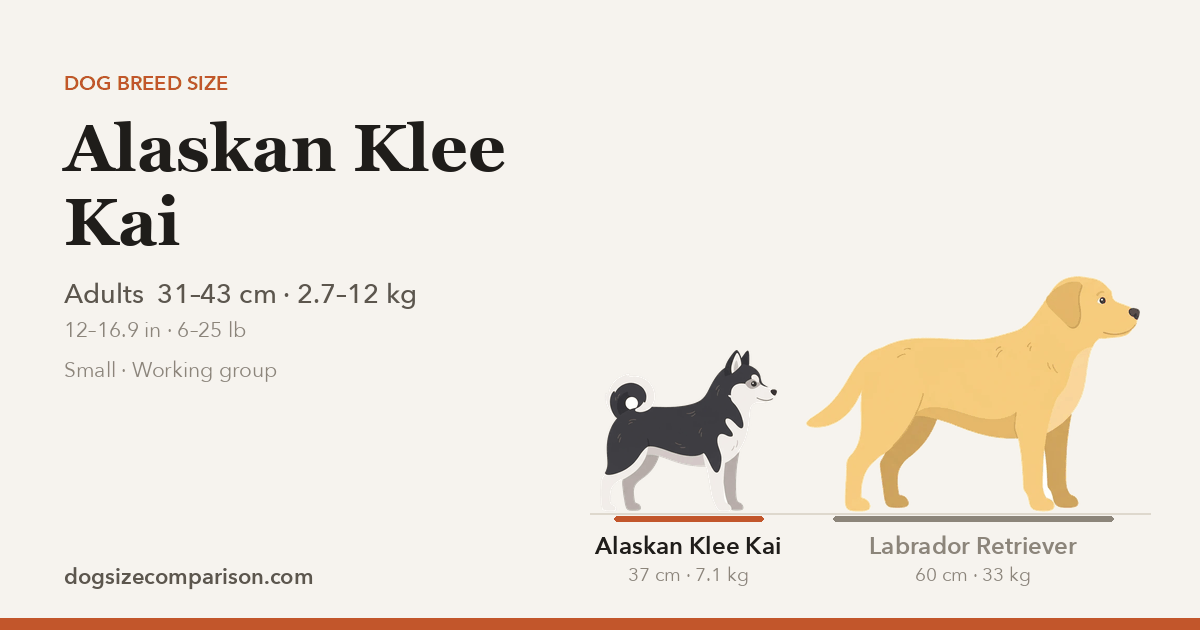 DOG BREED SIZE
Alaskan Klee
Kai
Adults 31–43 cm · 2.7–12 kg
12–16.9 in · 6–25 lb
Small · Working group
Alaskan Klee Kai
37 cm · 7.1 kg
Labrador Retriever
60 cm · 33 kg
dogsizecomparison.com